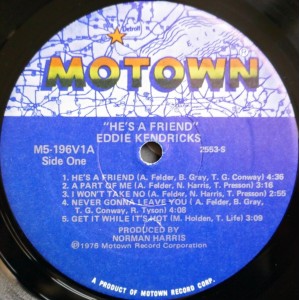 Detroit
MOTOWN
"HE'S A FRIEND"
EDDIE KENDRICKS
M5-196V1A
2553-S
Side One
1. HE'S A FRIEND (A. Felder, B. Gray, T. G. Conway) 4:36
2. A PART OF ME (A. Felder, N. Harris, T. Presson) 3:36
3. I WON'T TAKE NO (A. Felder, N. Harris, T. Presson) 2:55
4. NEVER GONNA LEAVE YOU (A. Felder, B. Gray,
T. G. Conway, R. Tyson) 4:03
5. GET IT WHILE IT'S HOT (M. Holden, T. Life) 3:09
PRODUCED BY
NORMAN HARRIS
1976 Motown Record Corporation
A PRODUCT OF MOTOWN RECORD CORP.